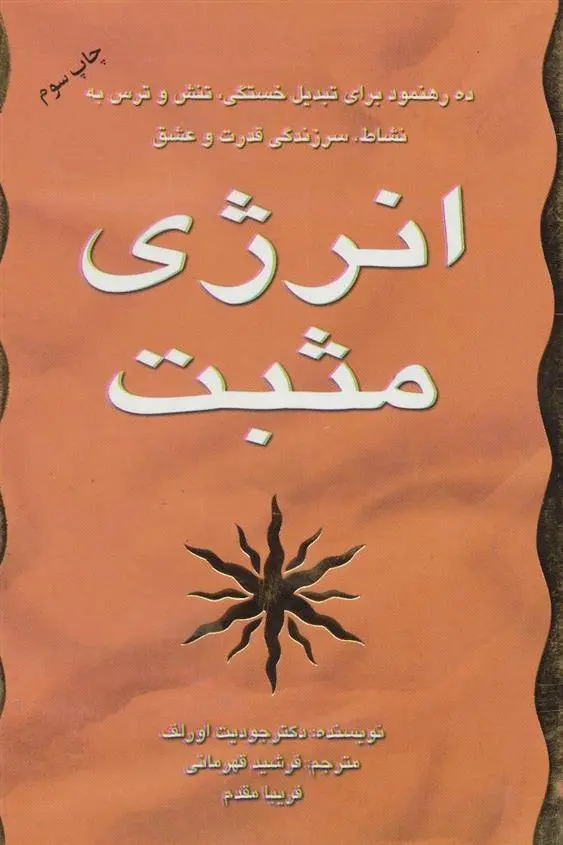 چاپ سوم
ده رهنمود برای تبدیل خستگی، تنش و ترس به
نشاط، سرزندگی قدرت و عشق
انرژی
مثبت
نویسنده: دکتر جودیت اورلف
مترجم: فرشید قهرمانی
فریبا مقدم